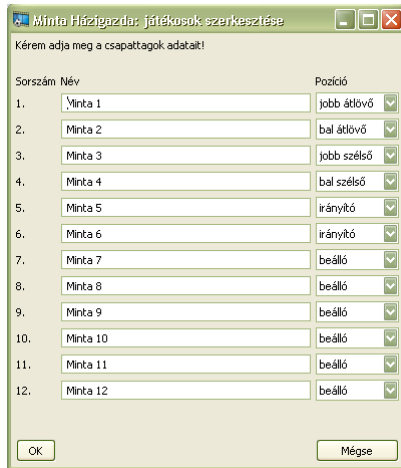 Minta Házigazda: játékosok szerkesztése
Kérem adja meg a csapattagok adatait!
Sorszám Név Pozíció
1. Minta 1 jobb átlövő
2. Minta 2 bal átlövő
3. Minta 3 jobb szélső
4. Minta 4 bal szélső
5. Minta 5 irányító
6. Minta 6 irányító
7. Minta 7 beálló
8. Minta 8 beálló
9. Minta 9 beálló
10. Minta 10 beálló
11. Minta 11 beálló
12. Minta 12 beálló
OK Mégse